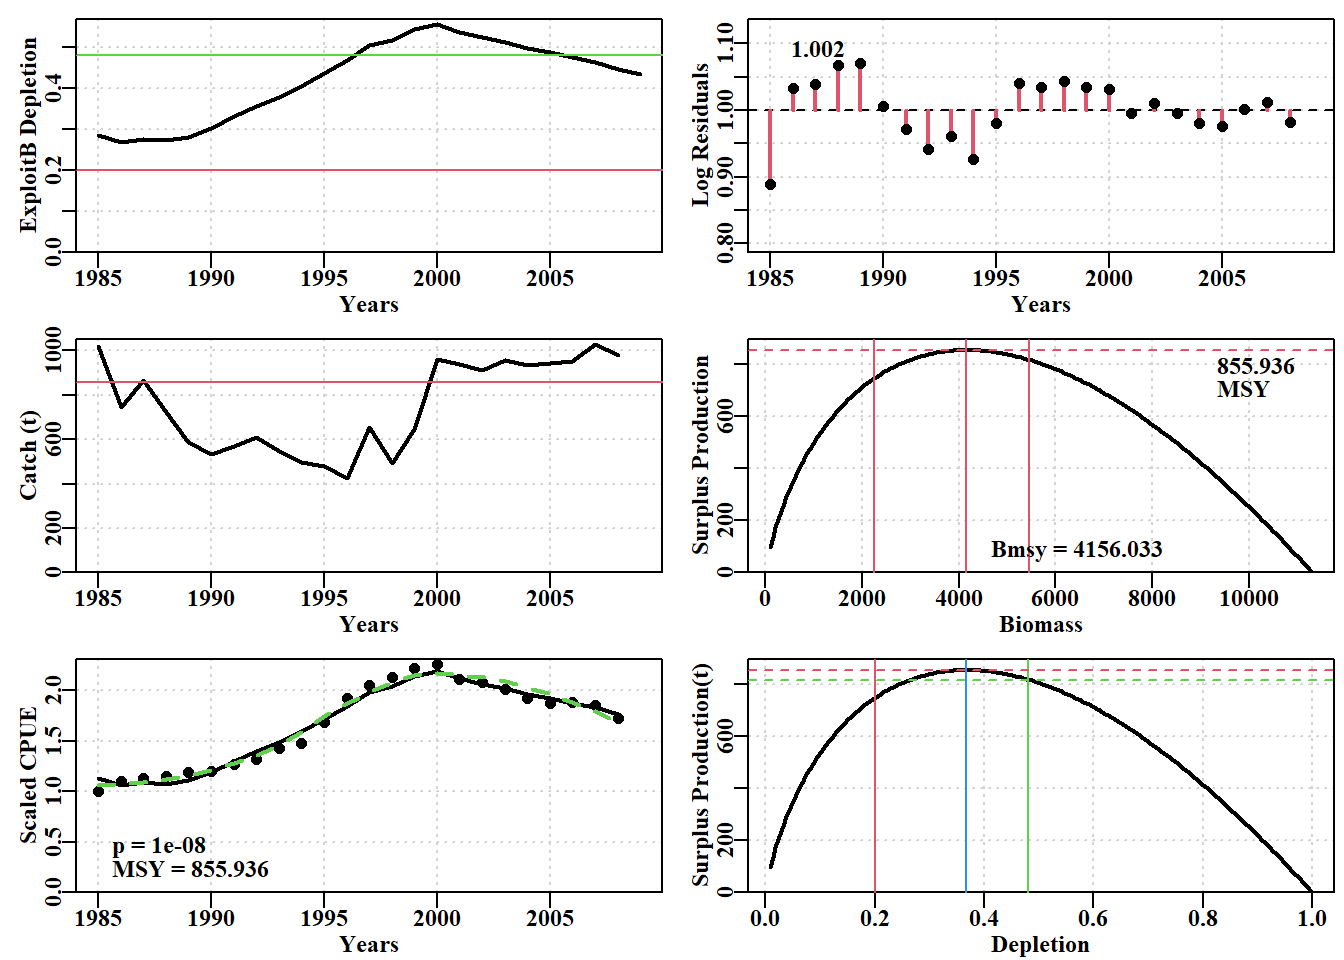 ExploitB Depletion
0.0 0.2 0.4
1985 1990 1995 2000 2005
Years
Log Residuals
0.80 0.90 1.00 1.10
1.002
1985 1990 1995 2000 2005
Years
Catch (t)
0 200 600 1000
1985 1990 1995 2000 2005
Years
Surplus Production
0 200 600
855.936
MSY
Bmsy = 4156.033
0 2000 4000 6000 8000 10000
Biomass
Scaled CPUE
0.0 0.5 1.0 1.5 2.0
p = 1e-08
MSY = 855.936
1985 1990 1995 2000 2005
Years
Surplus Production(t)
0 200 600
0.0 0.2 0.4 0.6 0.8 1.0
Depletion